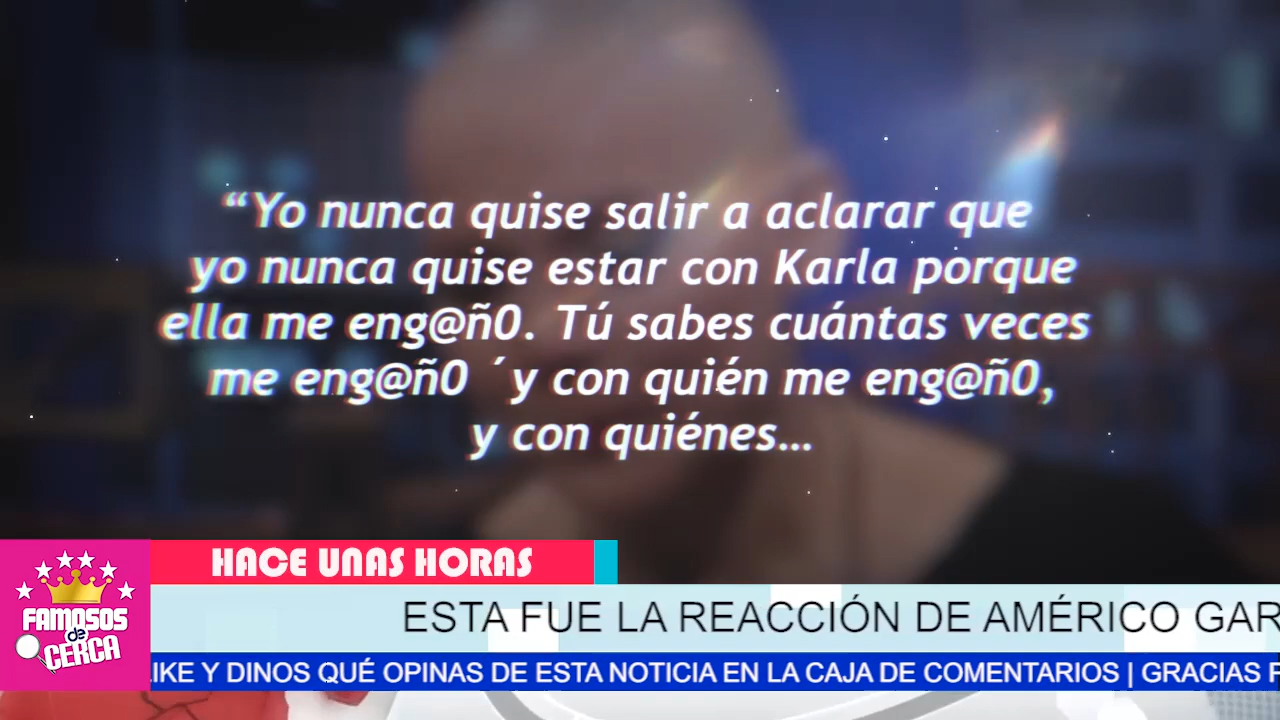 “Yo nunca quise salir a aclarar que
yo nunca quise estar con Karla porque
ella me eng@ñ0. Tú sabes cuántas veces
me eng@ñ0 ´y con quién me eng@ñ0,
y con quiénes...
HACE UNAS HORAS
FAMOSOS
de
CERCA
ESTA FUE LA REACCIÓN DE AMÉRICO GAR
LIKE Y DINOS QUÉ OPINAS DE ESTA NOTICIA EN LA CAJA DE COMENTARIOS | GRACIAS P